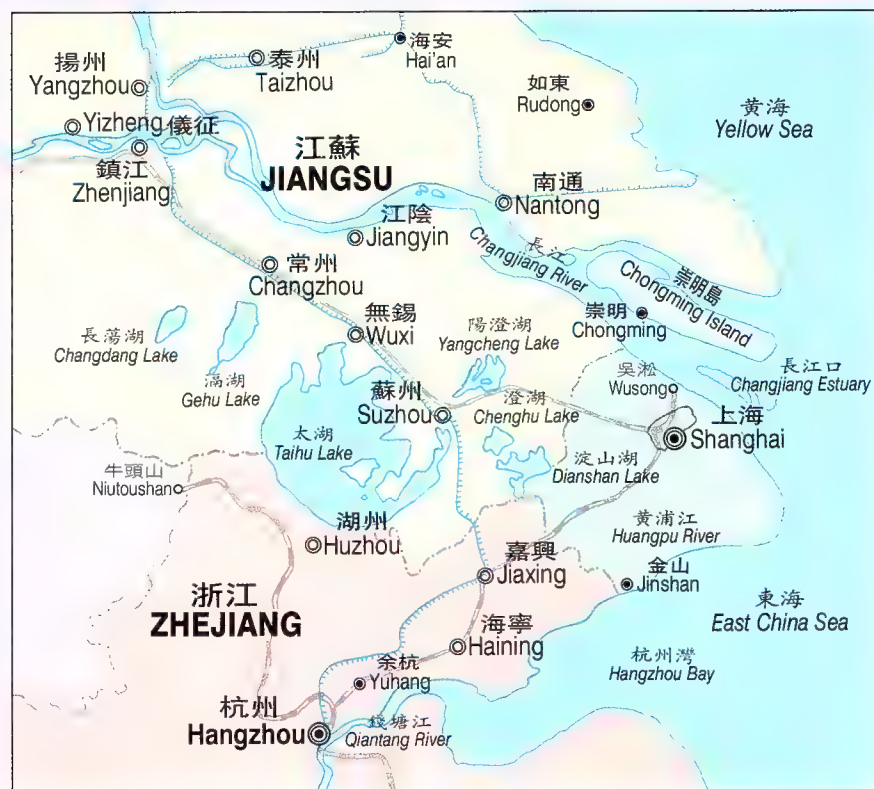 揚州
Yangzhou
泰州
Taizhou
海安
Hai'an
如東
Rudong
黄海
Yellow Sea
Yizheng 儀征
鎮江
Zhenjiang
江蘇
JIANGSU
南通
Nantong
江陰
Jiangyin
長江
Changjiang River
崇明島
Chongming Island
常州
Changzhou
無錫
Wuxi
崇明
Chongming
長蕩湖
Changdang Lake
滆湖
Gehu Lake
陽澄湖
Yangcheng Lake
吳淞
Wusong
長江口
Changjiang Estuary
蘇州
Suzhou
澄湖
Chenghu Lake
上海
Shanghai
太湖
Taihu Lake
淀山湖
Dianshan Lake
牛頭山
Niutoushan
湖州
Huzhou
黄浦江
Huangpu River
嘉興
Jiaxing
金山
Jinshan
浙江
ZHEJIANG
東海
East China Sea
海寧
Haining
杭州灣
Hangzhou Bay
余杭
Yuhang
杭州
Hangzhou
錢塘江
Qiantang River